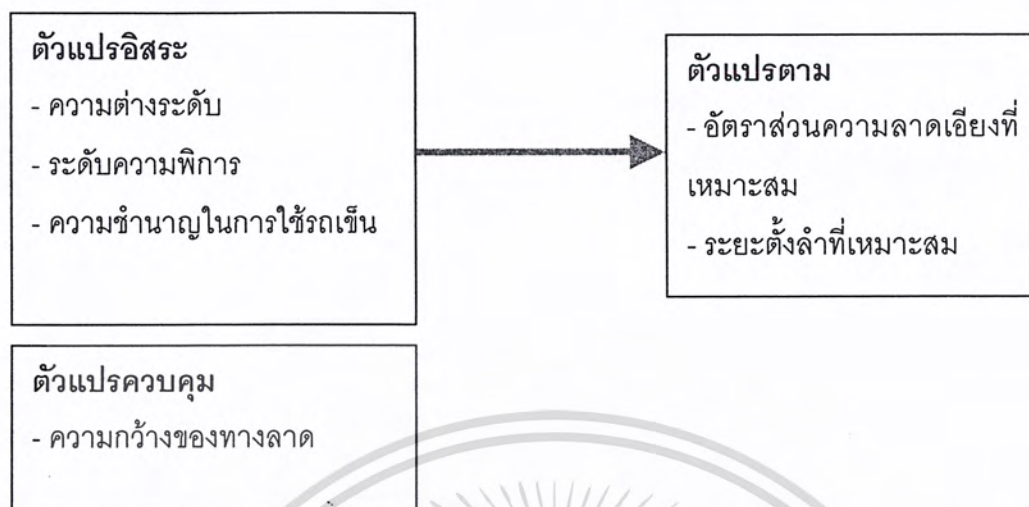 ตัวแปรอิสระ
- ความต่างระดับ
- ระดับความพิการ
- ความชำนาญในการใช้รถเข็น
ตัวแปรตาม
- อัตราส่วนความลาดเอียงที่
เหมาะสม
- ระยะตั้งลำที่เหมาะสม
ตัวแปรควบคุม
- ความกว้างของทางลาด